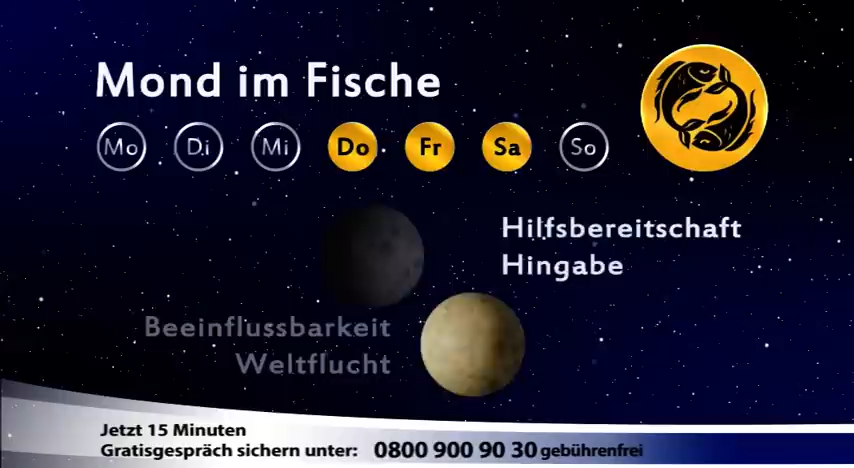 Mond im Fische
Mo Di Mi Do Fr Sa So
Hilfsbereitschaft
Hingabe
Beeinflussbarkeit
Weltflucht
Jetzt 15 Minuten
Gratisgespräch sichern unter: 0800 900 90 30 gebührenfrei